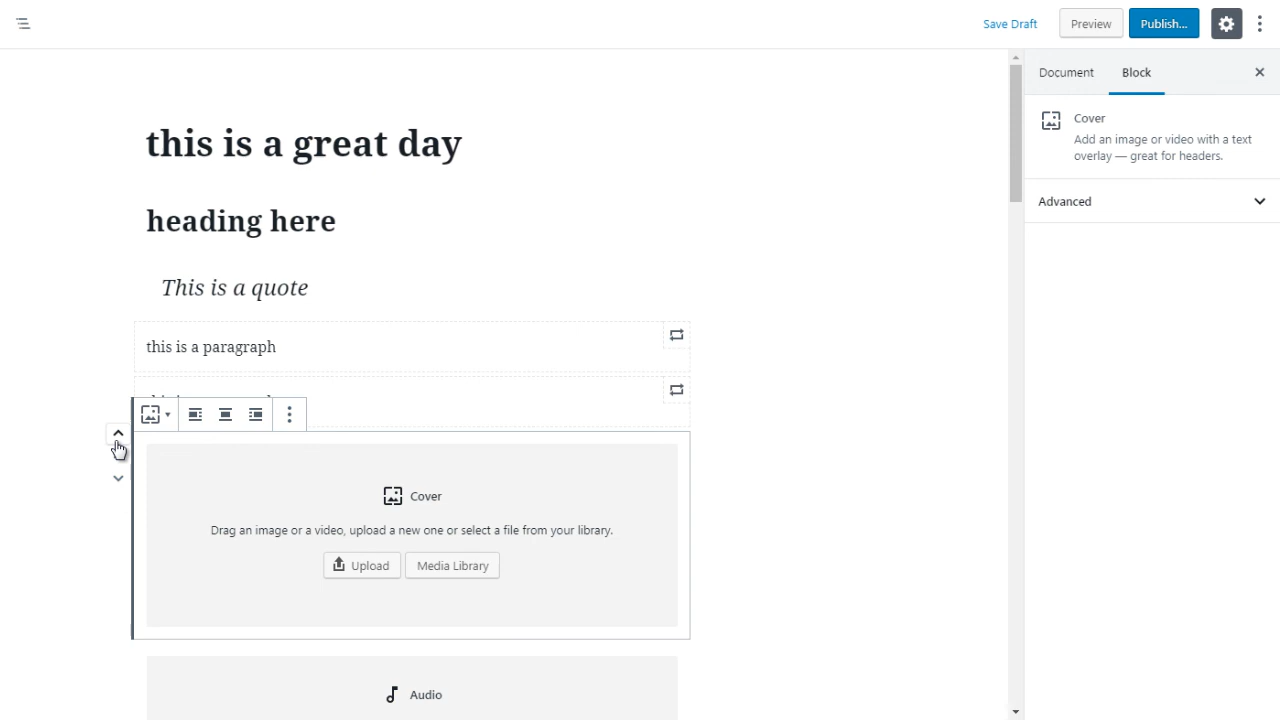 Save Draft
Preview
Publish...
Document
Block
Cover
Add an image or video with a text
overlay — great for headers.
Advanced
this is a great day
heading here
This is a quote
this is a paragraph
Cover
Drag an image or a video, upload a new one or select a file from your library.
Upload
Media Library
Audio